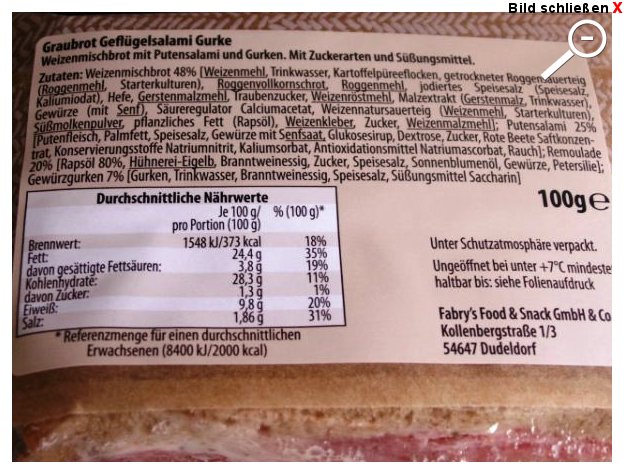 Bild schließen X
Graubrot Geflügelsalami Gurke
Weizenmischbrot mit Putensalami und Gurken. Mit Zuckerarten und Süßungsmittel.
Zutaten: Weizenmischbrot 48% [Weizenmehl, Trinkwasser, Kartoffelpüreeflocken, getrockneter Roggensauerteig
(Roggenmehl, Starterkulturen), Roggenvollkornschrot, Roggenmehl, jodiertes Speisesalz (Speisesalz,
Kaliumiodat), Hefe, Gerstenmalzmehl, Traubenzucker, Weizenröstmehl, Malzextrakt (Gerstenmalz, Trinkwasser),
Gewürze (mit Senf), Säureregulator Calciumacetat, Weizennatursauerteig (Weizenmehl, Starterkulturen),
Süßmolkenpulver, pflanzliches Fett (Rapsöl), Weizenkleber, Zucker, Weizenmalzmehl]; Putensalami 25%
[Putenfleisch, Palmfett, Speisesalz, Gewürze mit Senfsaat, Glukosesirup, Dextrose, Zucker, Rote Beete Saftkonzen-
trat, Konservierungsstoffe Natriumnitrit, Kaliumsorbat, Antioxidationsmittel Natriumascorbat, Rauch]; Remoulade
20% [Rapsöl 80%, Hühnerei-Eigelb, Branntweinessig, Zucker, Speisesalz, Sonnenblumenöl, Gewürze, Petersilie];
Gewürzgurken 7% [Gurken, Trinkwasser, Branntweinessig, Speisesalz, Süßungsmittel Saccharin]
Durchschnittliche Nährwerte
Je 100 g/ % (100 g)*
pro Portion (100 g)
Brennwert: 1548 kJ/373 kcal 18%
Fett: 24,4 g 35%
davon gesättigte Fettsäuren: 3,8 g 19%
Kohlenhydrate: 28,3 g 11%
davon Zucker: 1,3 g 1%
Eiweiß: 9,8 g 20%
Salz: 1,86 g 31%
* Referenzmenge für einen durchschnittlichen
Erwachsenen (8400 kJ/2000 kcal)
100g e
Unter Schutzatmosphäre verpackt.
Ungeöffnet bei unter +7°C mindeste
haltbar bis: siehe Folienaufdruck
Fabry's Food & Snack GmbH & Co
Kollenbergstraße 1/3
54647 Dudeldorf